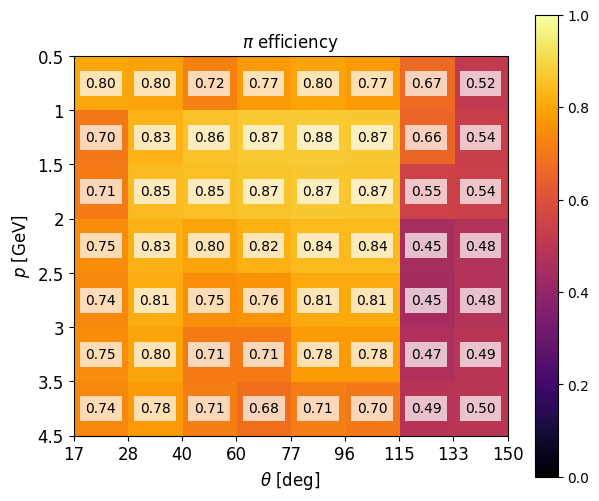 π efficiency
1.0
0.5
0.80 0.80 0.72 0.77 0.80 0.77 0.67 0.52
1
0.8
0.70 0.83 0.86 0.87 0.88 0.87 0.66 0.54
1.5
0.71 0.85 0.85 0.87 0.87 0.87 0.55 0.54
0.6
2
p [GeV]
0.75 0.83 0.80 0.82 0.84 0.84 0.45 0.48
2.5
0.4
0.74 0.81 0.75 0.76 0.81 0.81 0.45 0.48
3
0.75 0.80 0.71 0.71 0.78 0.78 0.47 0.49
3.5
0.2
0.74 0.78 0.71 0.68 0.71 0.70 0.49 0.50
4.5
17 28 40 60 77 96 115 133 150
0.0
θ [deg]